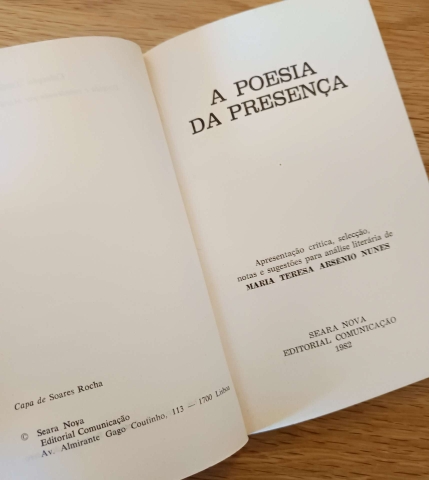 Capa de Soares Rocha
© Seara Nova
Editorial Comunicação
Av. Almirante Gago Coutinho, 113 — 1700 Lisboa
A POESIA
DA PRESENÇA
Apresentação crítica, selecção,
notas e sugestões para análise literária de
MARIA TERESA ARSÉNIO NUNES
SEARA NOVA
EDITORIAL COMUNICAÇÃO
1982